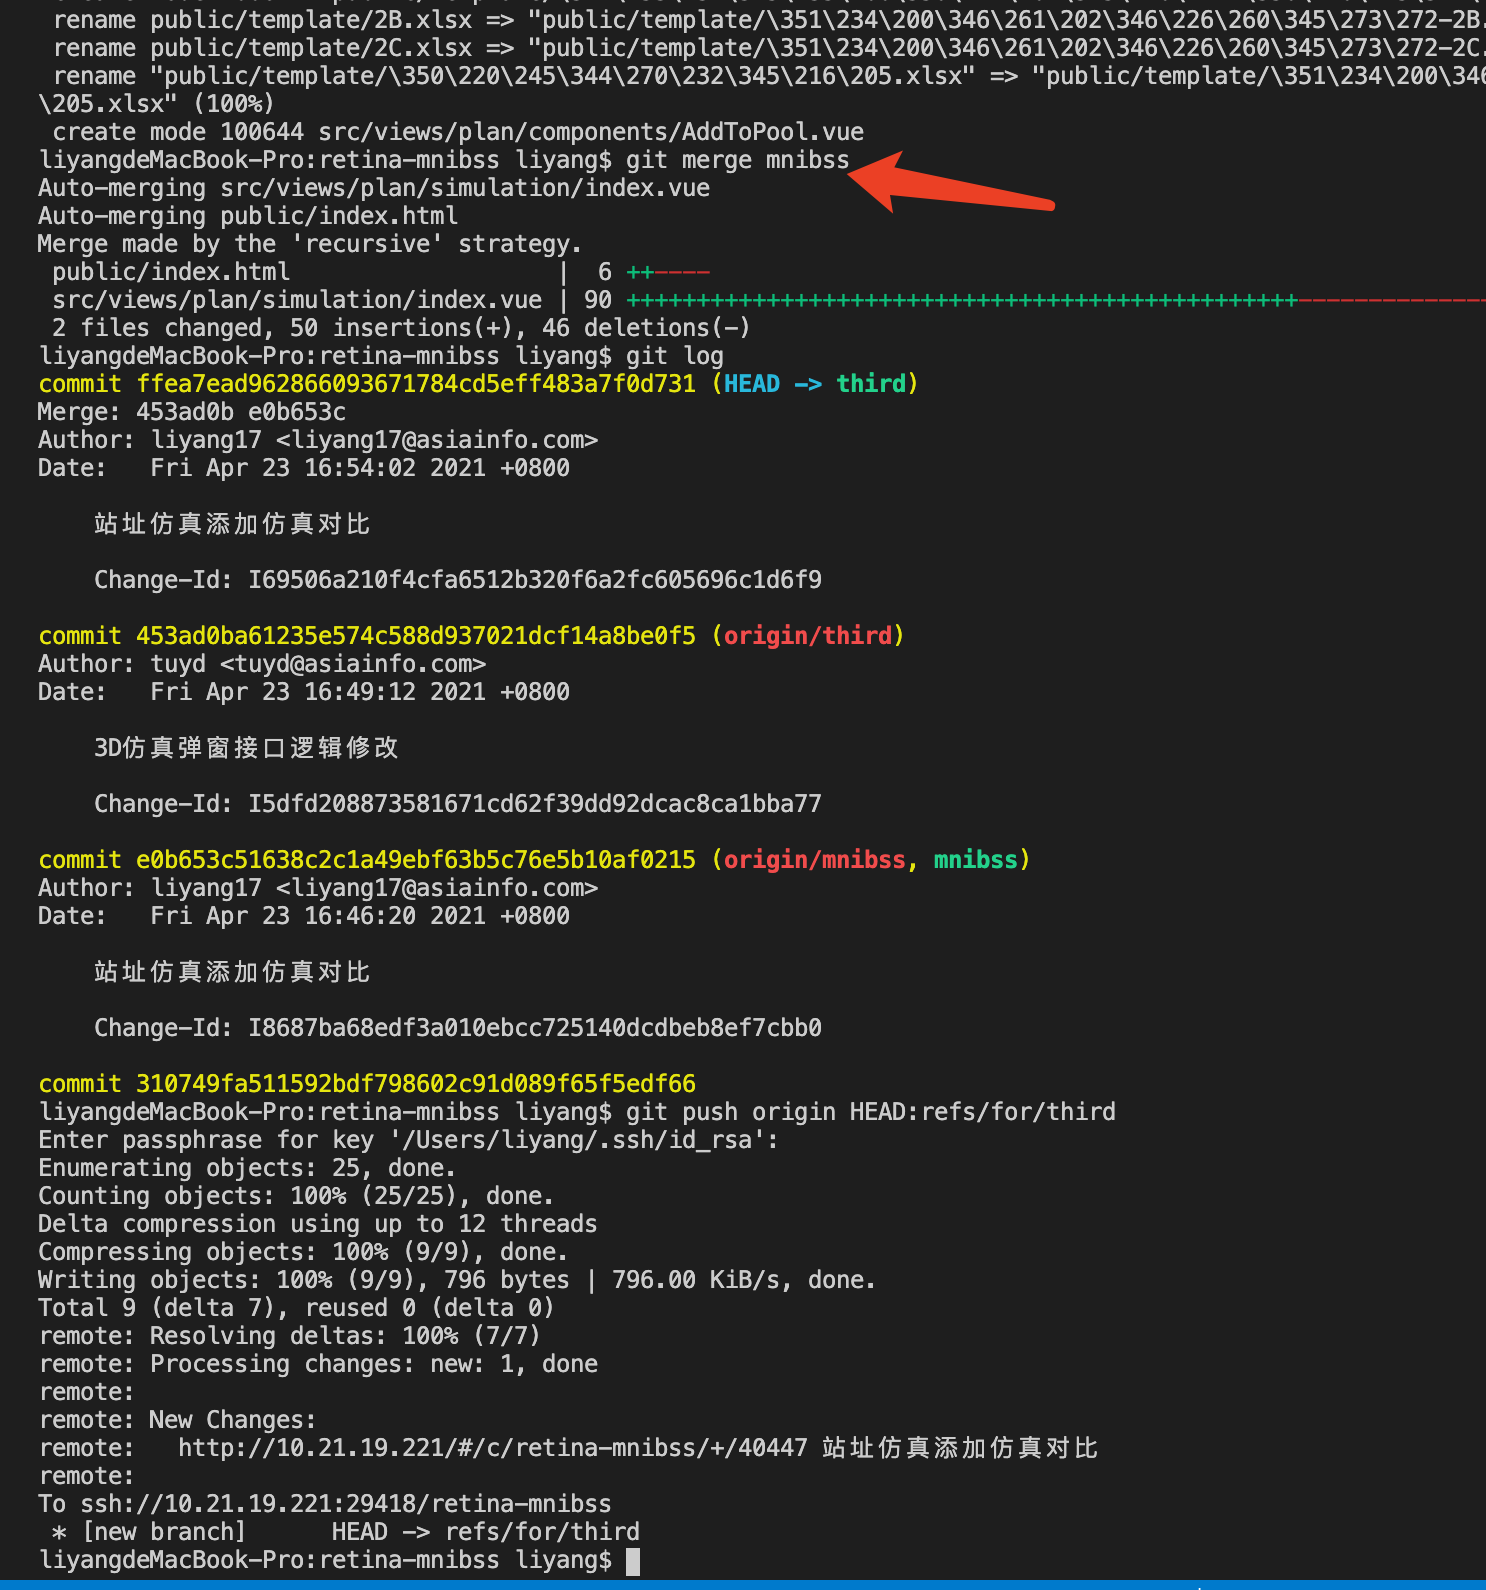 rename public/template/2B.xlsx => "public/template/\351\234\200\346\261\202\346\226\260\345\273\272-2B.
rename public/template/2C.xlsx => "public/template/\351\234\200\346\261\202\346\226\260\345\273\272-2C.
rename "public/template/\350\220\245\344\270\232\345\216\205.xlsx" => "public/template/\351\234\200\346
\205.xlsx" (100%)
create mode 100644 src/views/plan/components/AddToPool.vue
liyangdeMacBook-Pro:retina-mnibss liyang$ git merge mnibss
Auto-merging src/views/plan/simulation/index.vue
Auto-merging public/index.html
Merge made by the 'recursive' strategy.
public/index.html | 6 ++----
src/views/plan/simulation/index.vue | 90 ++++++++++++++++++++++++++++++++++++++++++++++++--------------
2 files changed, 50 insertions(+), 46 deletions(-)
liyangdeMacBook-Pro:retina-mnibss liyang$ git log
commit ffea7ead962866093671784cd5eff483a7f0d731 (HEAD -> third)
Merge: 453ad0b e0b653c
Author: liyang17 <liyang17@asiainfo.com>
Date:   Fri Apr 23 16:54:02 2021 +0800
站址仿真添加仿真对比
Change-Id: I69506a210f4cfa6512b320f6a2fc605696c1d6f9
commit 453ad0ba61235e574c588d937021dcf14a8be0f5 (origin/third)
Author: tuyd <tuyd@asiainfo.com>
Date:   Fri Apr 23 16:49:12 2021 +0800
3D仿真弹窗接口逻辑修改
Change-Id: I5dfd208873581671cd62f39dd92dcac8ca1bba77
commit e0b653c51638c2c1a49ebf63b5c76e5b10af0215 (origin/mnibss, mnibss)
Author: liyang17 <liyang17@asiainfo.com>
Date:   Fri Apr 23 16:46:20 2021 +0800
站址仿真添加仿真对比
Change-Id: I8687ba68edf3a010ebcc725140dcdbeb8ef7cbb0
commit 310749fa511592bdf798602c91d089f65f5edf66
liyangdeMacBook-Pro:retina-mnibss liyang$ git push origin HEAD:refs/for/third
Enter passphrase for key '/Users/liyang/.ssh/id_rsa':
Enumerating objects: 25, done.
Counting objects: 100% (25/25), done.
Delta compression using up to 12 threads
Compressing objects: 100% (9/9), done.
Writing objects: 100% (9/9), 796 bytes | 796.00 KiB/s, done.
Total 9 (delta 7), reused 0 (delta 0)
remote: Resolving deltas: 100% (7/7)
remote: Processing changes: new: 1, done
remote:
remote: New Changes:
remote:   http://10.21.19.221/#/c/retina-mnibss/+/40447 站址仿真添加仿真对比
remote:
To ssh://10.21.19.221:29418/retina-mnibss
* [new branch]      HEAD -> refs/for/third
liyangdeMacBook-Pro:retina-mnibss liyang$